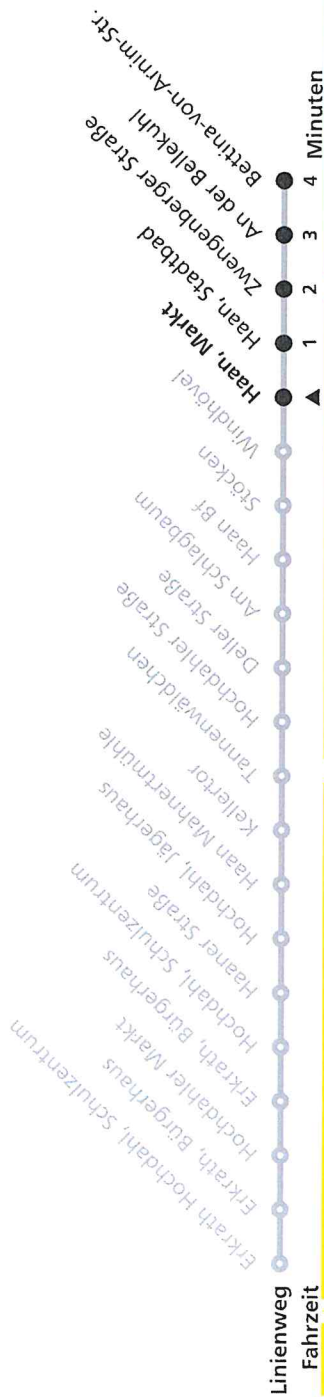 Erkrath Hochdahl, Schulzentrum
Erkrath, Bürgerhaus
Hochdahler Markt
Erkrath, Bürgerhaus
Hochdahl, Schulzentrum
Haaner Straße
Hochdahl, Jägerhaus
Haan Mahnertmühle
Kellertor
Tannenwäldchen
Hochdahler Straße
Deller Straße
Am Schlagbaum
Haan Bf
Stöcken
Windhövel
Haan, Markt
Haan, Stadtbad
Zwengenberger Straße
An der Bellekuhl
Bettina-von-Arnim-Str.
Linienweg
Fahrzeit ▲ 1 2 3 4 Minuten